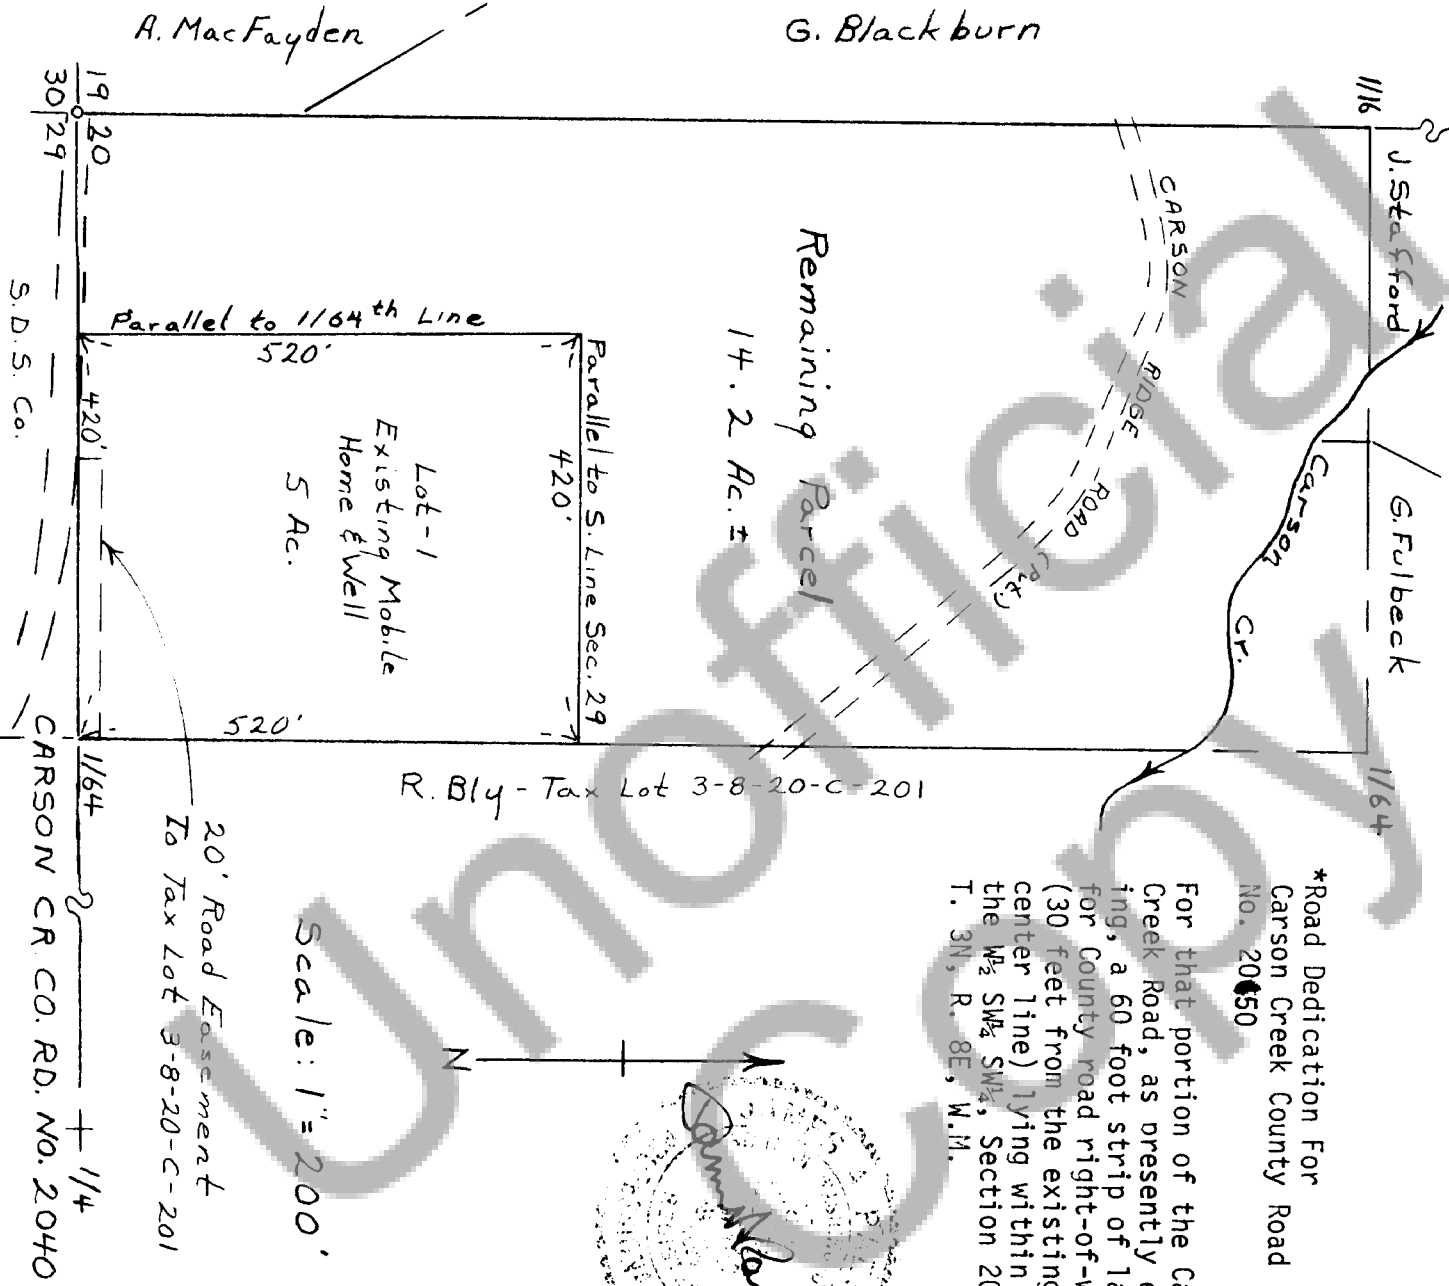 A. MacFayden
G. Blackburn
19
20
30
29
1/16
J. Stafford
G. Fulbeck
1/64
CARSON RIDGE ROAD (Pvt.)
Carson Cr.
Remaining Parcel
14.2 Ac. ±
Parallel to 1/64th Line
520'
Parallel to S. Line Sec. 29
420'
420'
Lot-1
Existing Mobile
Home & Well
5 Ac.
520'
S.D.S. Co.
R. Bly - Tax Lot 3-8-20-C-201
1/64
CARSON CR. CO. RD. No. 2040
1/4
20' Road Easement
To Tax Lot 3-8-20-C-201
Scale: 1" = 200'
N
*Road Dedication For
Carson Creek County Road
No. 20
50
For that portion of the
Creek Road, as presently
ing, a 60 foot strip of
for County road right-of-
(30 feet from the existing
center line) lying within
the W½ SW¼ SW¼, Section 20
T. 3N, R. 8E, W.M.
Unofficial
Copy